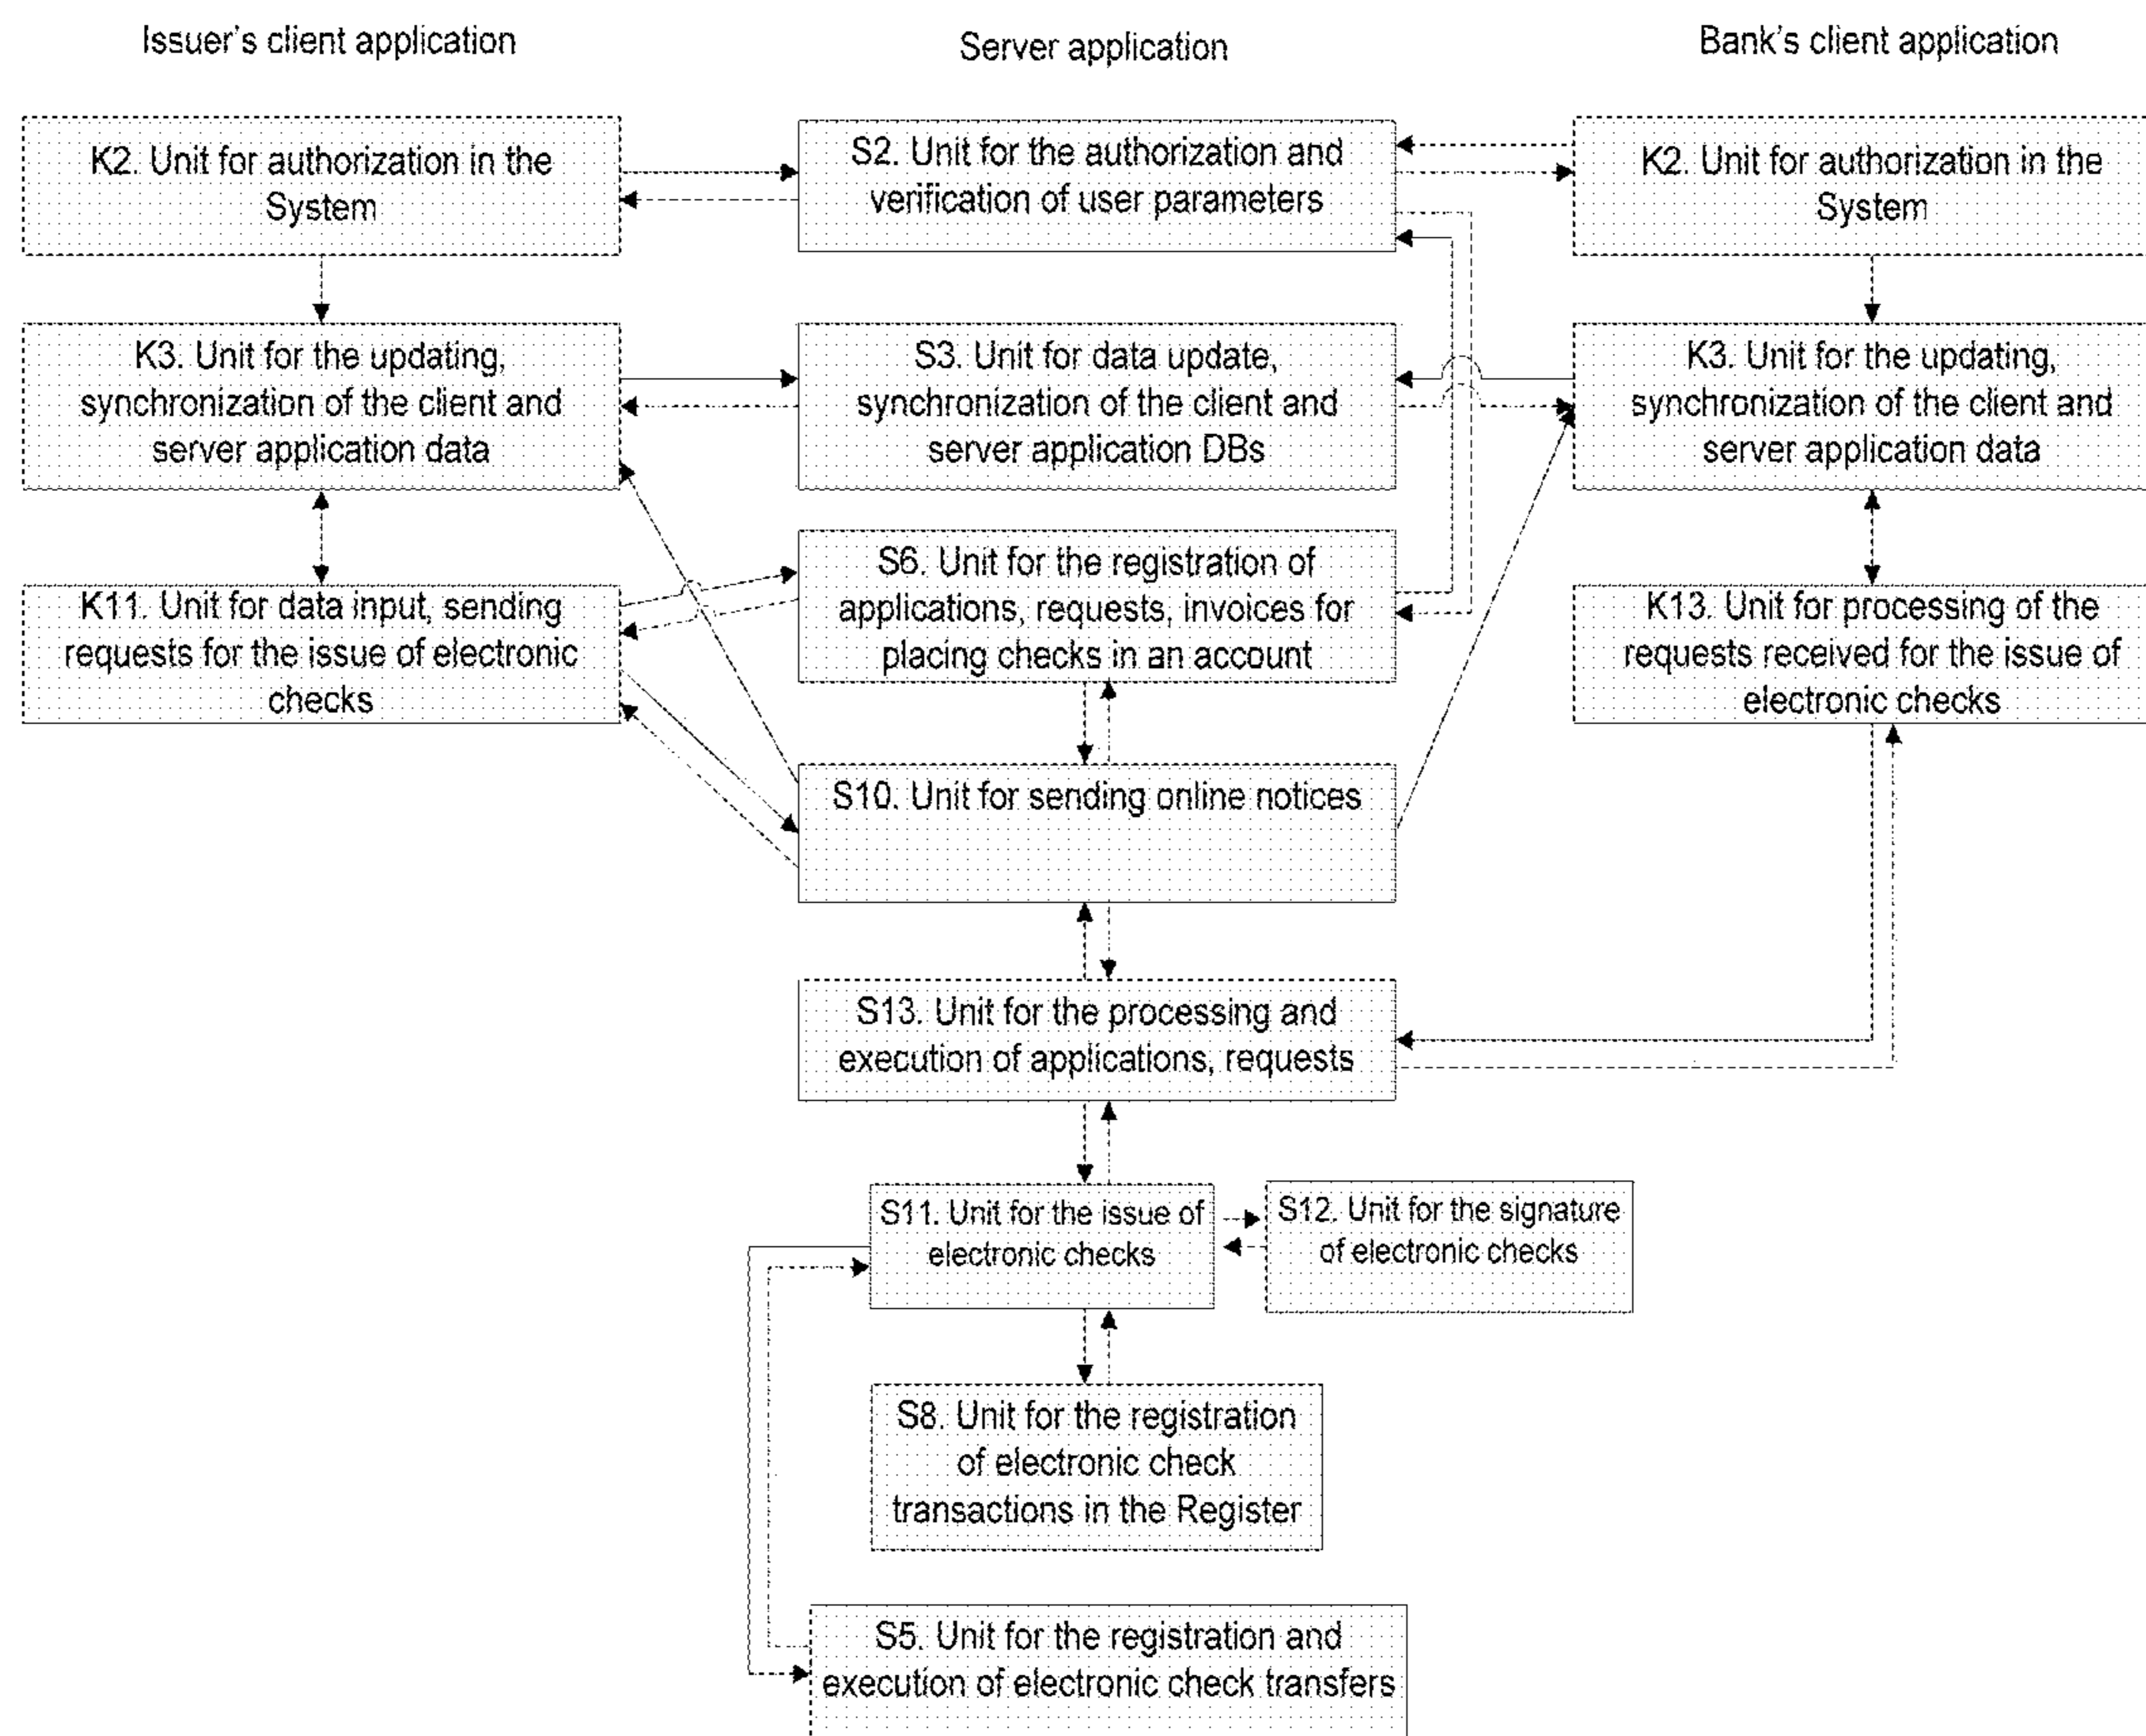 Issuer's client application
Server application
Bank's client application
K2. Unit for authorization in the
System
S2. Unit for the authorization and
verification of user parameters
K2. Unit for authorization in the
System
K3. Unit for the updating,
synchronization of the client and
server application data
S3. Unit for data update,
synchronization of the client and
server application DBs
K3. Unit for the updating,
synchronization of the client and
server application data
K11. Unit for data input, sending
requests for the issue of electronic
checks
S6. Unit for the registration of
applications, requests, invoices for
placing checks in an account
K13. Unit for processing of the
requests received for the issue of
electronic checks
S10. Unit for sending online notices
S13. Unit for the processing and
execution of applications, requests
S11. Unit for the issue of
electronic checks
S12. Unit for the signature
of electronic checks
S8. Unit for the registration
of electronic check
transactions in the Register
S5. Unit for the registration and
execution of electronic check transfers